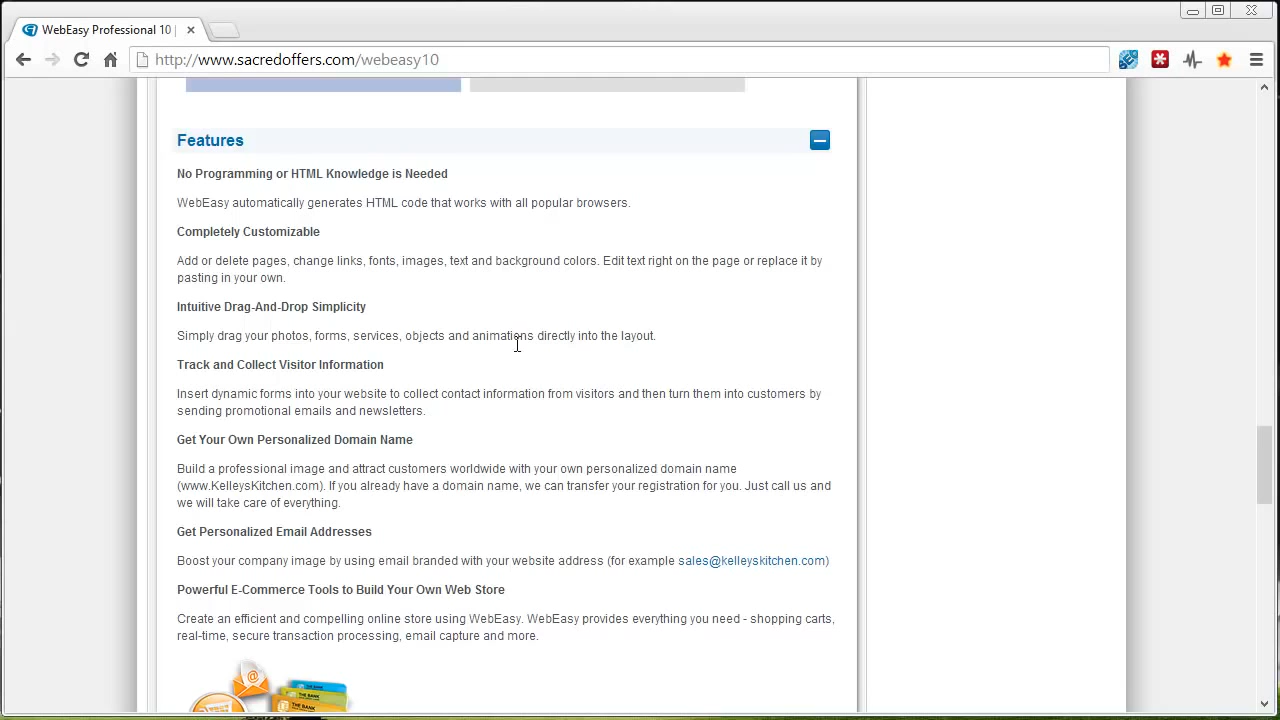 WebEasy Professional 10 |
http://www.sacredoffers.com/webeasy10
Features
No Programming or HTML Knowledge is Needed
WebEasy automatically generates HTML code that works with all popular browsers.
Completely Customizable
Add or delete pages, change links, fonts, images, text and background colors. Edit text right on the page or replace it by
pasting in your own.
Intuitive Drag-And-Drop Simplicity
Simply drag your photos, forms, services, objects and animations directly into the layout.
Track and Collect Visitor Information
Insert dynamic forms into your website to collect contact information from visitors and then turn them into customers by
sending promotional emails and newsletters.
Get Your Own Personalized Domain Name
Build a professional image and attract customers worldwide with your own personalized domain name
(www.KelleysKitchen.com). If you already have a domain name, we can transfer your registration for you. Just call us and
we will take care of everything.
Get Personalized Email Addresses
Boost your company image by using email branded with your website address (for example sales@kelleyskitchen.com)
Powerful E-Commerce Tools to Build Your Own Web Store
Create an efficient and compelling online store using WebEasy. WebEasy provides everything you need - shopping carts,
real-time, secure transaction processing, email capture and more.
@
THE BANK
THE BANK
THE BANK